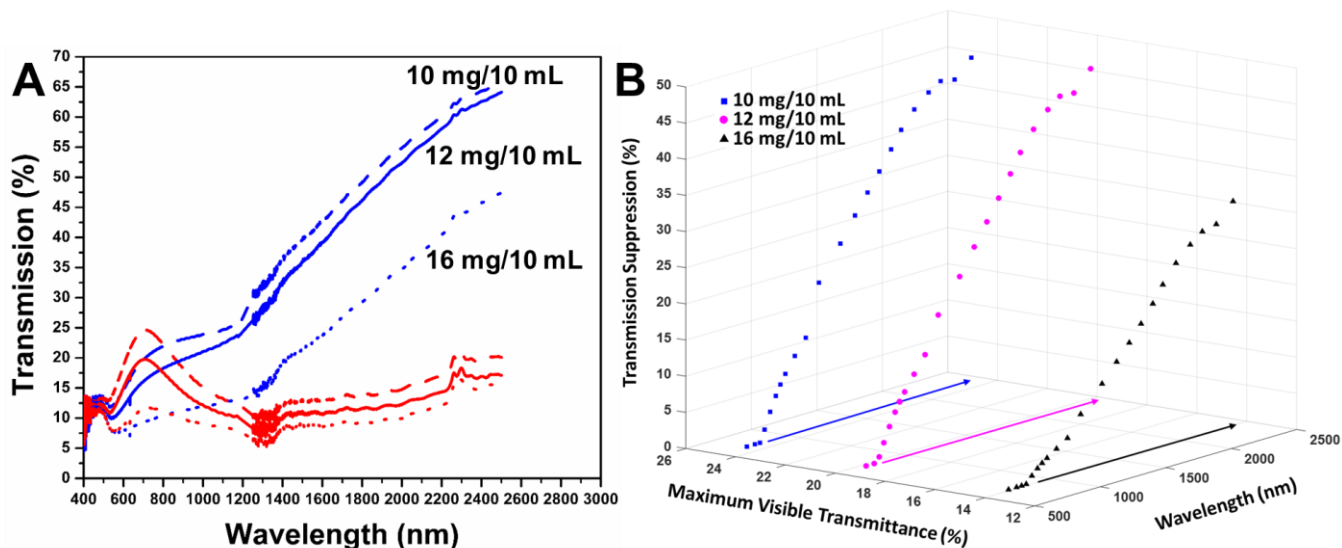 A
Transmission (%)
70
65
60
55
50
45
40
35
30
25
20
15
10
5
0
10 mg/10 mL
12 mg/10 mL
16 mg/10 mL
400 600 800 1000 1200 1400 1600 1800 2000 2200 2400 2600 2800 3000
Wavelength (nm)
B
Transmission Suppression (%)
50
45
40
35
30
25
20
15
10
5
0
10 mg/10 mL
12 mg/10 mL
16 mg/10 mL
26 24 22 20 18 16 14 12
Maximum Visible Transmittance (%)
500 1000 1500 2000 2500
Wavelength (nm)